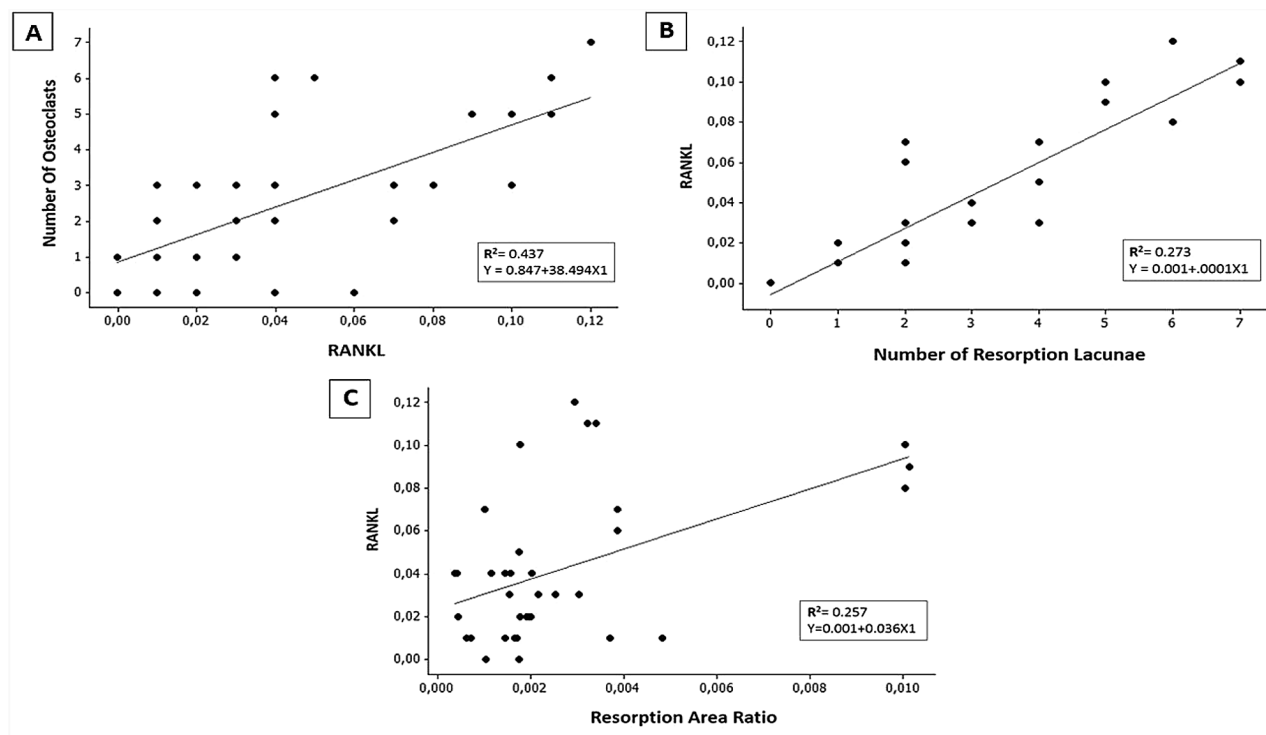 A
Number Of Osteoclasts
7
6
5
4
3
2
1
0
R²= 0.437
Y = 0.847+38.494X1
0,00 0,02 0,04 0,06 0,08 0,10 0,12
RANKL
B
RANKL
0,12
0,10
0,08
0,06
0,04
0,02
0,00
R²= 0.273
Y = 0.001+.0001X1
0 1 2 3 4 5 6 7
Number of Resorption Lacunae
C
RANKL
0,12
0,10
0,08
0,06
0,04
0,02
0,00
R²= 0.257
Y=0.001+0.036X1
0,000 0,002 0,004 0,006 0,008 0,010
Resorption Area Ratio